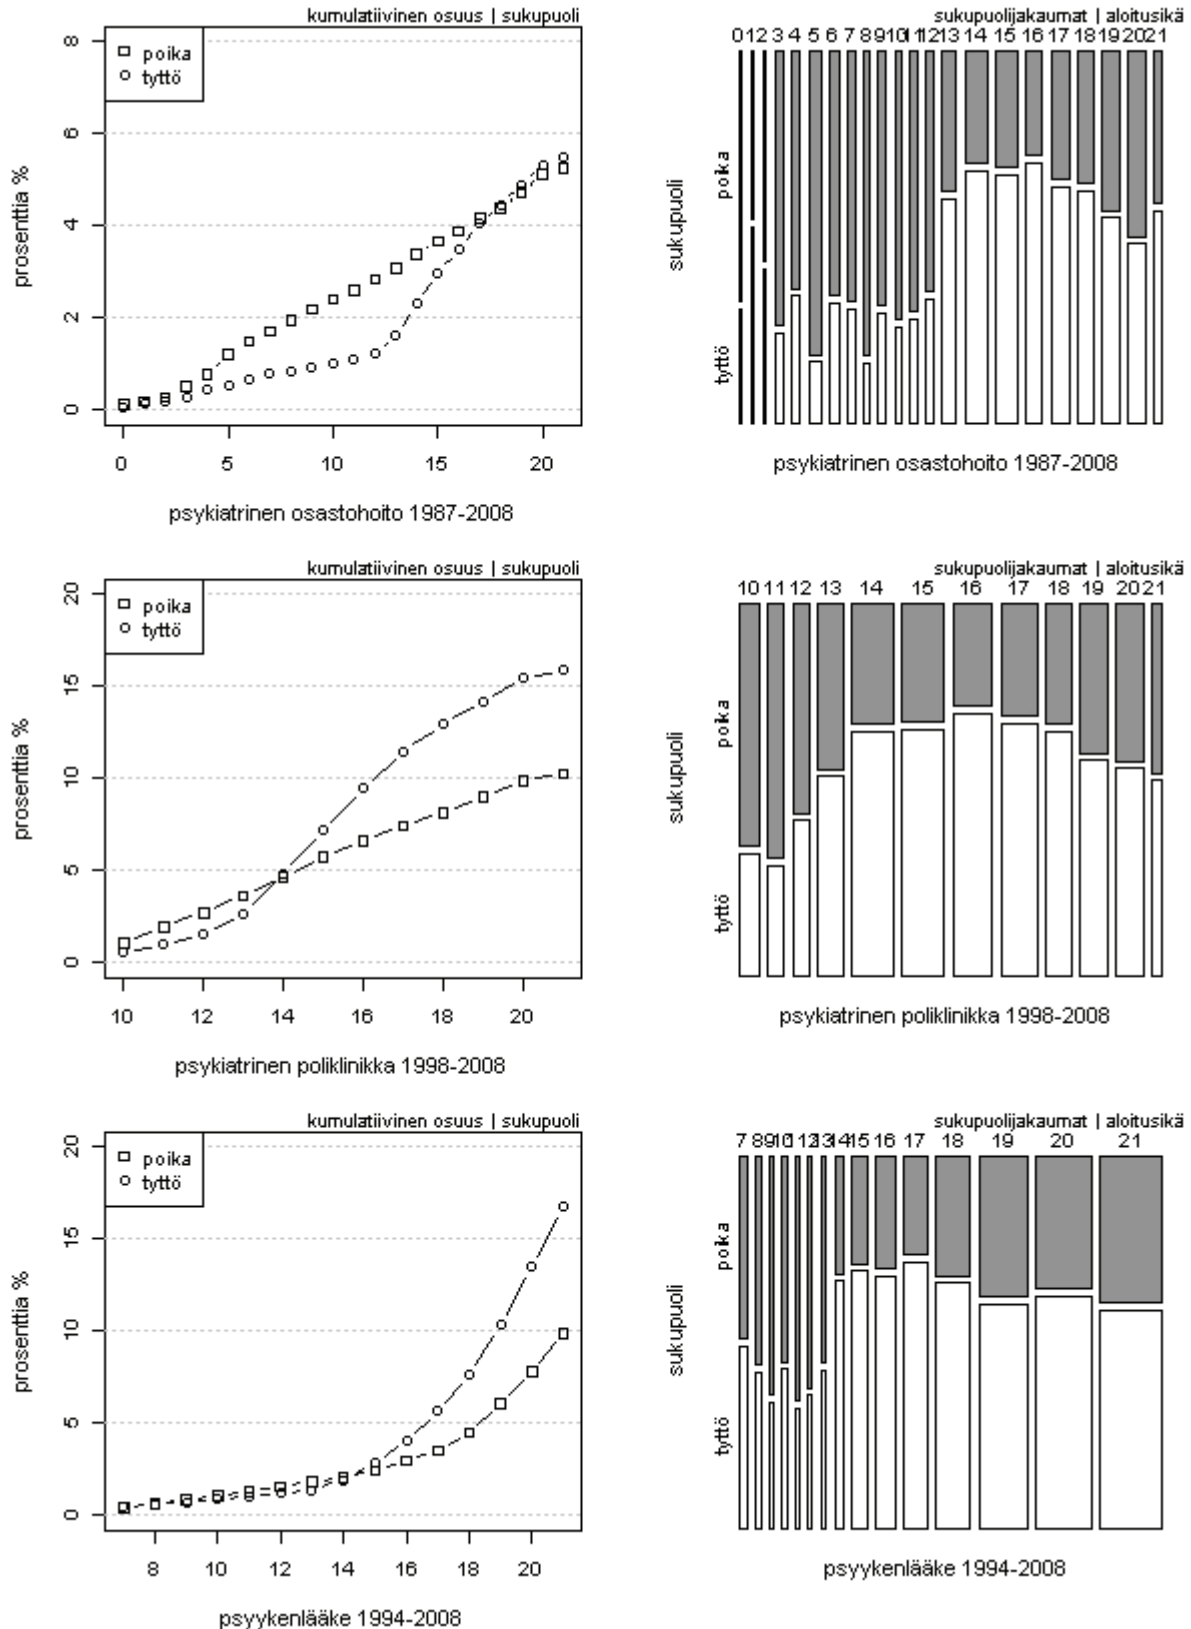 kumulatiivinen osuus | sukupuoli
8
6
4
2
0
prosenttia %
poika
tyttö
0 5 10 15 20
psykiatrinen osastohoito 1987-2008
sukupuolijakaumat | aloitusikä
0 1 2 3 4 5 6 7 8 9 10 11 12 13 14 15 16 17 18 19 20 21
sukupuoli
poika
tyttö
psykiatrinen osastohoito 1987-2008
kumulatiivinen osuus | sukupuoli
20
15
10
5
0
prosenttia %
poika
tyttö
10 12 14 16 18 20
psykiatrinen poliklinikka 1998-2008
sukupuolijakaumat | aloitusikä
10 11 12 13 14 15 16 17 18 19 20 21
sukupuoli
poika
tyttö
psykiatrinen poliklinikka 1998-2008
kumulatiivinen osuus | sukupuoli
20
15
10
5
0
prosenttia %
poika
tyttö
8 10 12 14 16 18 20
psyykenlääke 1994-2008
sukupuolijakaumat | aloitusikä
7 8 9 10 11 12 13 14 15 16 17 18 19 20 21
sukupuoli
poika
tyttö
psyykenlääke 1994-2008